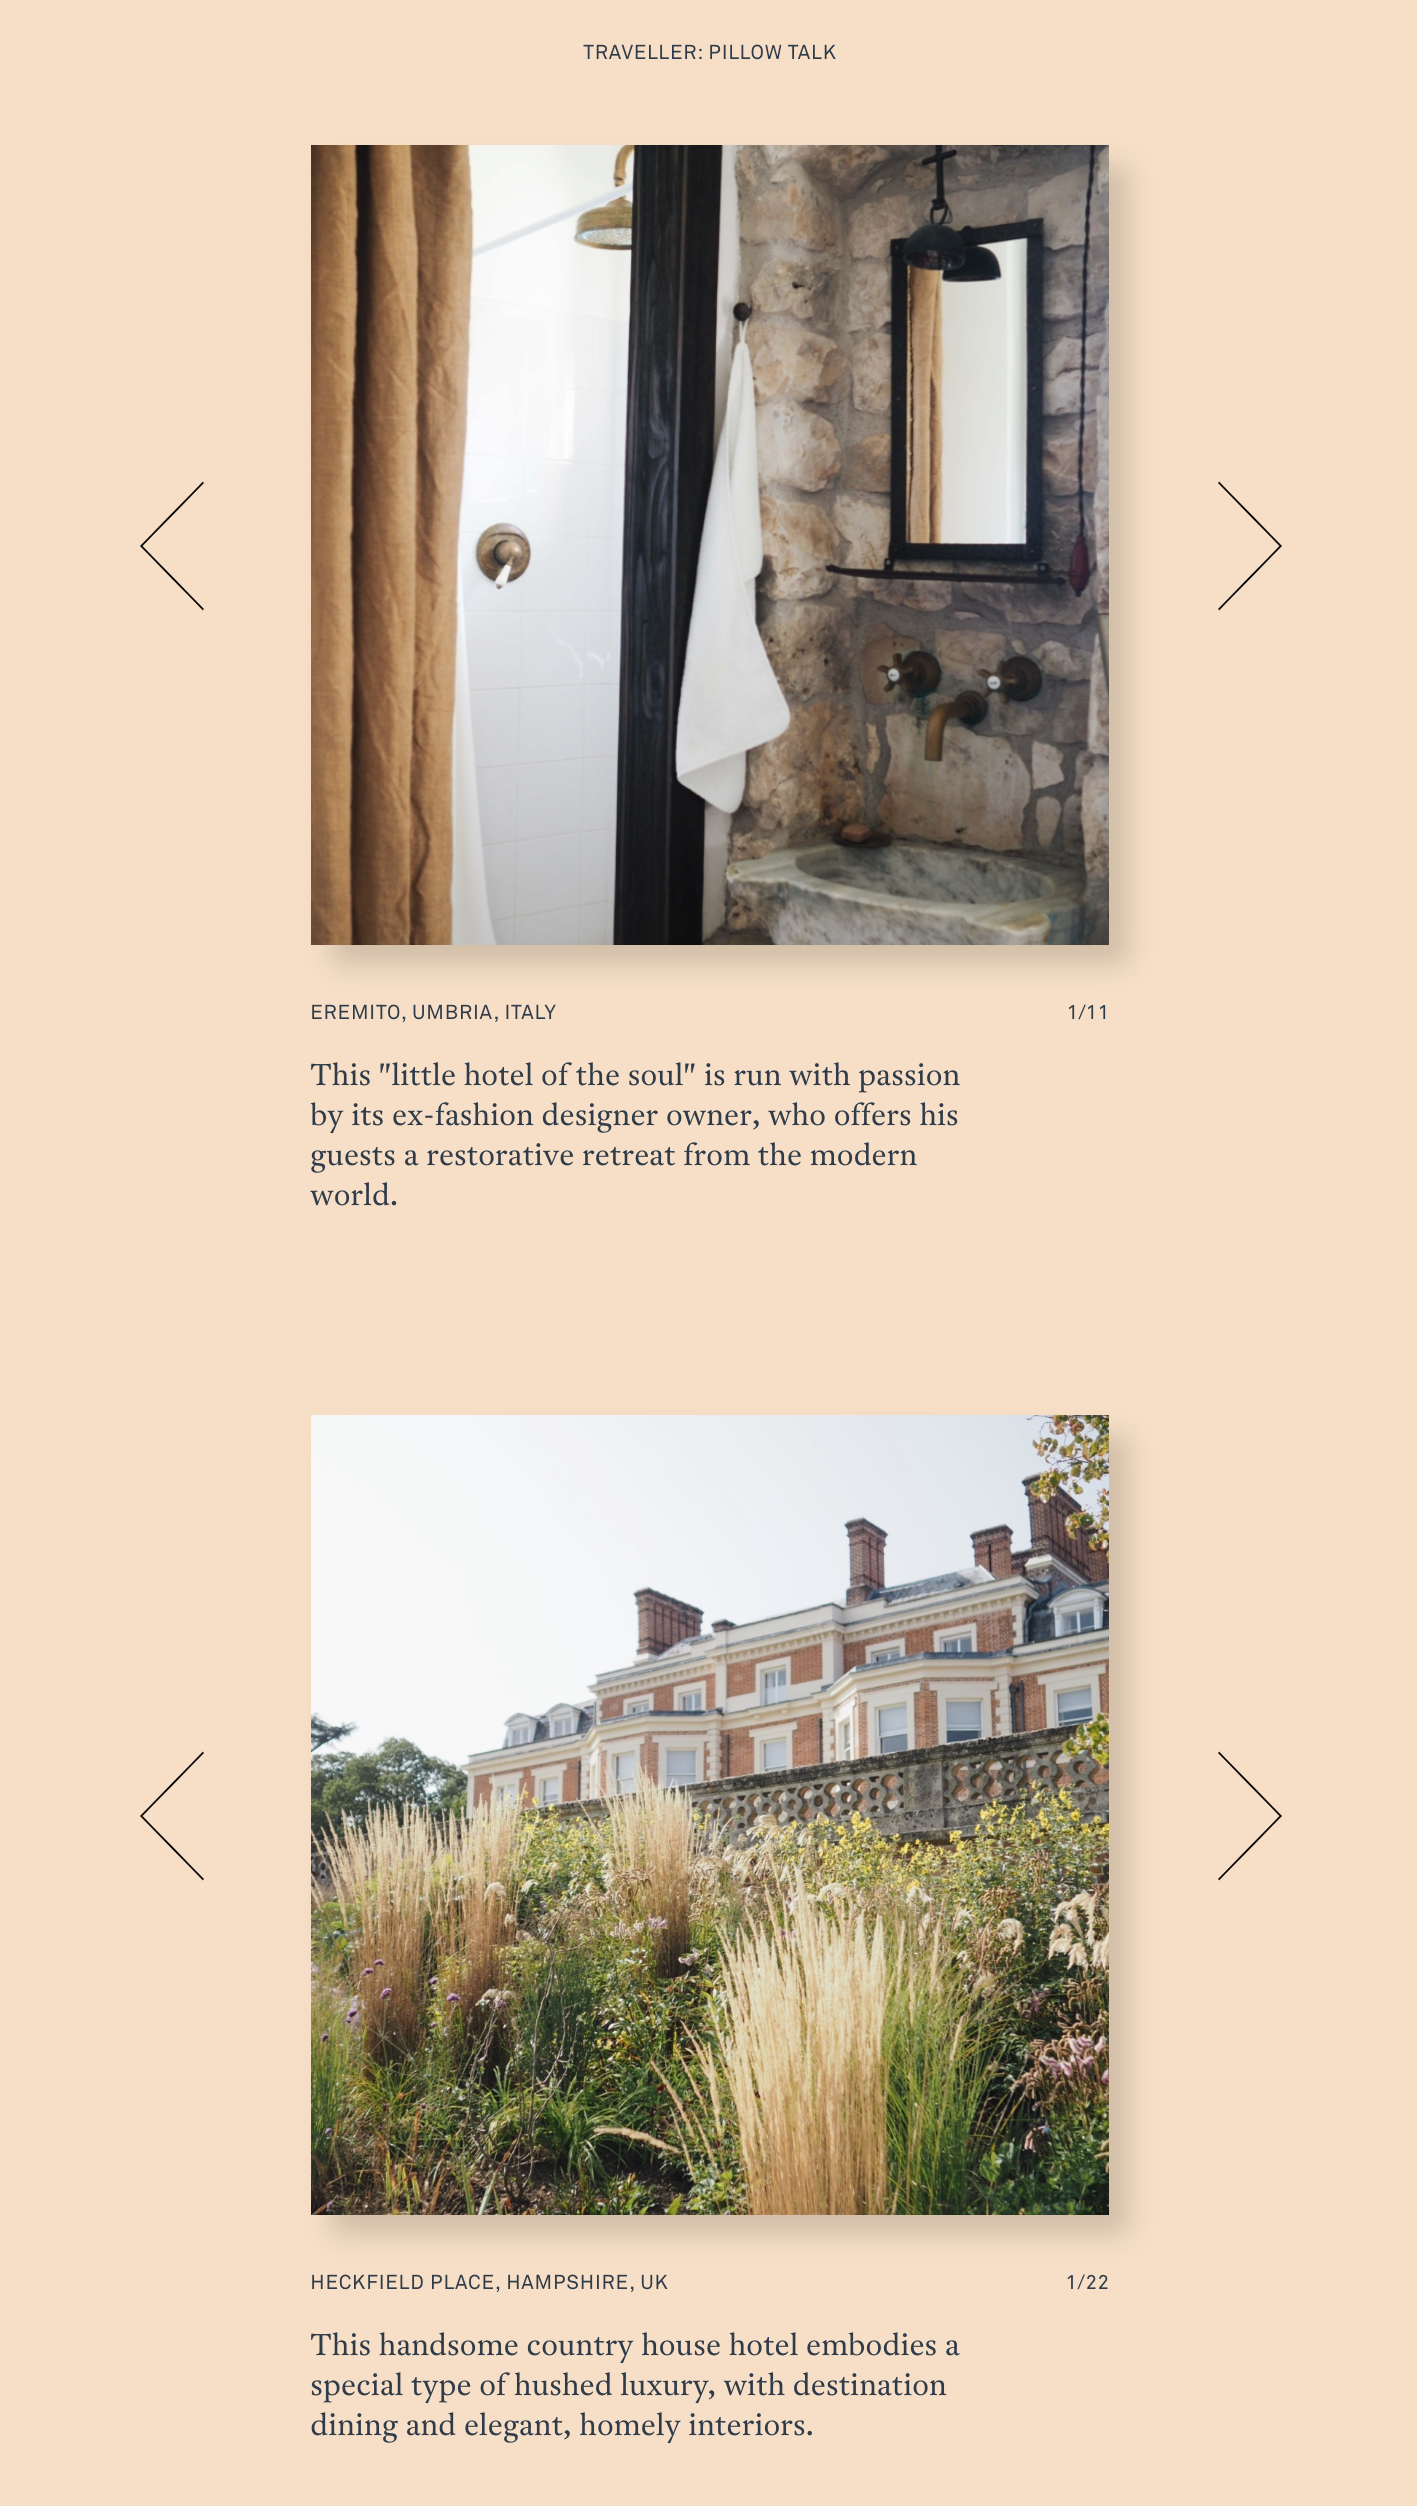 TRAVELLER: PILLOW TALK
EREMITO, UMBRIA, ITALY
1/11
This "little hotel of the soul" is run with passion
by its ex-fashion designer owner, who offers his
guests a restorative retreat from the modern
world.
HECKFIELD PLACE, HAMPSHIRE, UK
1/22
This handsome country house hotel embodies a
special type of hushed luxury, with destination
dining and elegant, homely interiors.